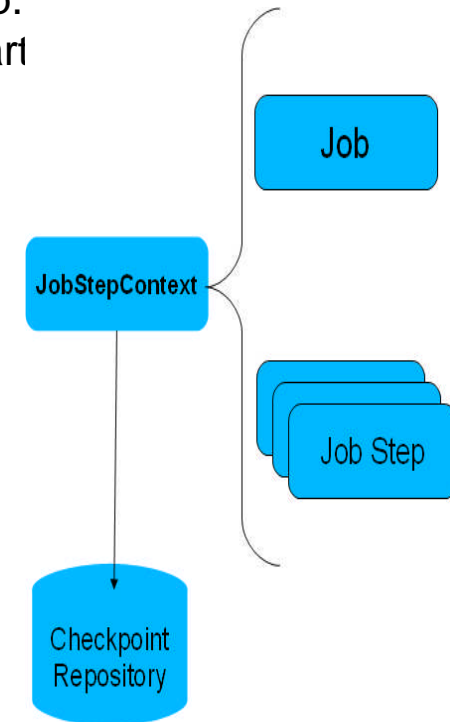 Job
JobStepContext
Job Step
Checkpoint
Repository